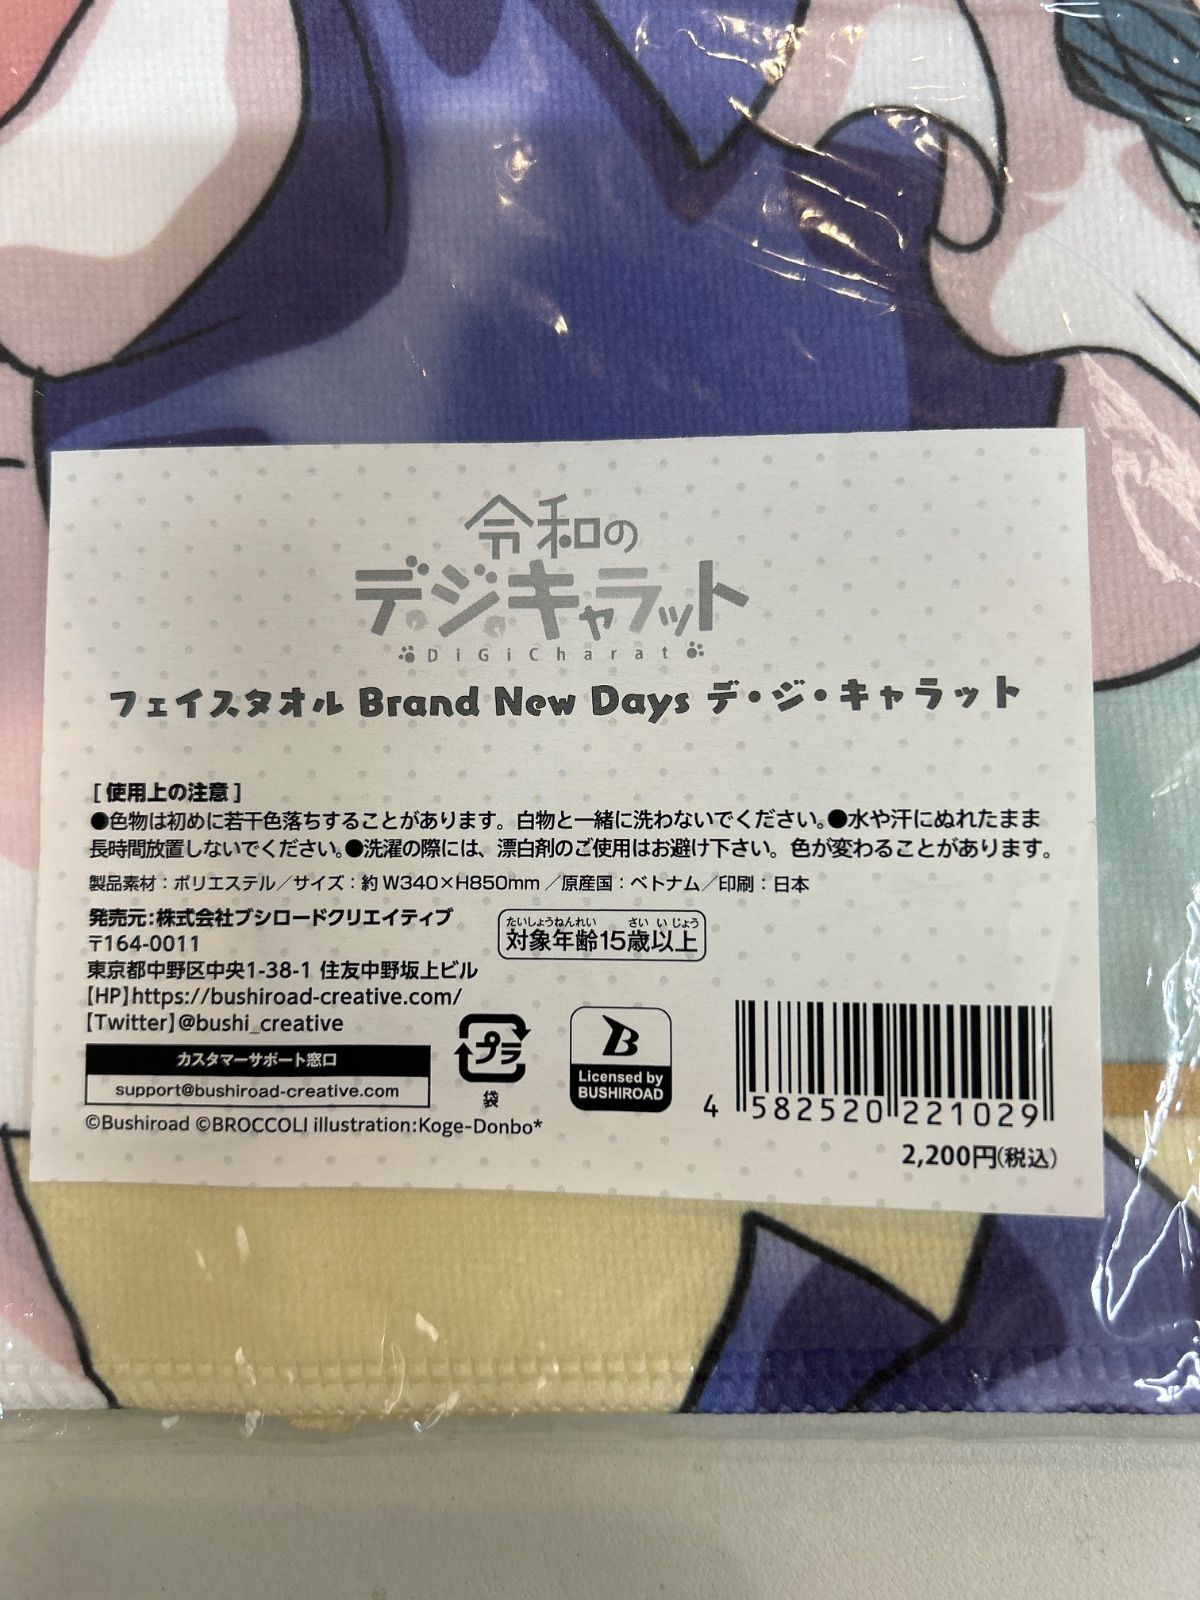 令和の
デ・ジ・キャラット
DiGiCharat
フェイスタオル Brand New Days デ・ジ・キャラット
[使用上の注意]
●色物は初めに若干色落ちすることがあります。白物と一緒に洗わないでください。●水や汗にぬれたまま
長時間放置しないでください。●洗濯の際には、漂白剤のご使用はお避け下さい。色が変わることがあります。
製品素材：ポリエステル／サイズ：約 W340×H850mm／原産国：ベトナム／印刷：日本
発売元：株式会社ブシロードクリエイティブ
〒164-0011
東京都中野区中央1-38-1 住友中野坂上ビル
【HP】https://bushiroad-creative.com/
【Twitter】@bushi_creative
カスタマーサポート窓口
support@bushiroad-creative.com
©Bushiroad ©BROCCOLI illustration:Koge-Donbo*
たいしょうねんれい さい いじょう
対象年齢15歳以上
プラ
袋
B
Licensed by
BUSHIROAD
4 582520 221029
2,200円(税込)